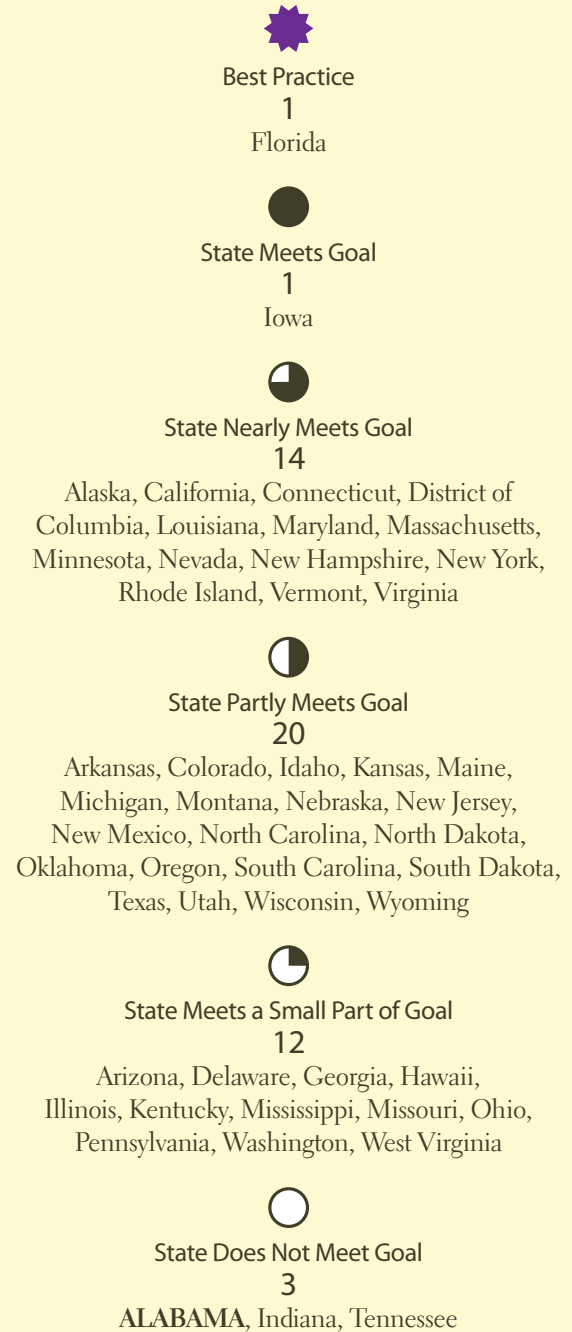 Best Practice
1
Florida
State Meets Goal
1
Iowa
State Nearly Meets Goal
14
Alaska, California, Connecticut, District of
Columbia, Louisiana, Maryland, Massachusetts,
Minnesota, Nevada, New Hampshire, New York,
Rhode Island, Vermont, Virginia
State Partly Meets Goal
20
Arkansas, Colorado, Idaho, Kansas, Maine,
Michigan, Montana, Nebraska, New Jersey,
New Mexico, North Carolina, North Dakota,
Oklahoma, Oregon, South Carolina, South Dakota,
Texas, Utah, Wisconsin, Wyoming
State Meets a Small Part of Goal
12
Arizona, Delaware, Georgia, Hawaii,
Illinois, Kentucky, Mississippi, Missouri, Ohio,
Pennsylvania, Washington, West Virginia
State Does Not Meet Goal
3
ALABAMA, Indiana, Tennessee